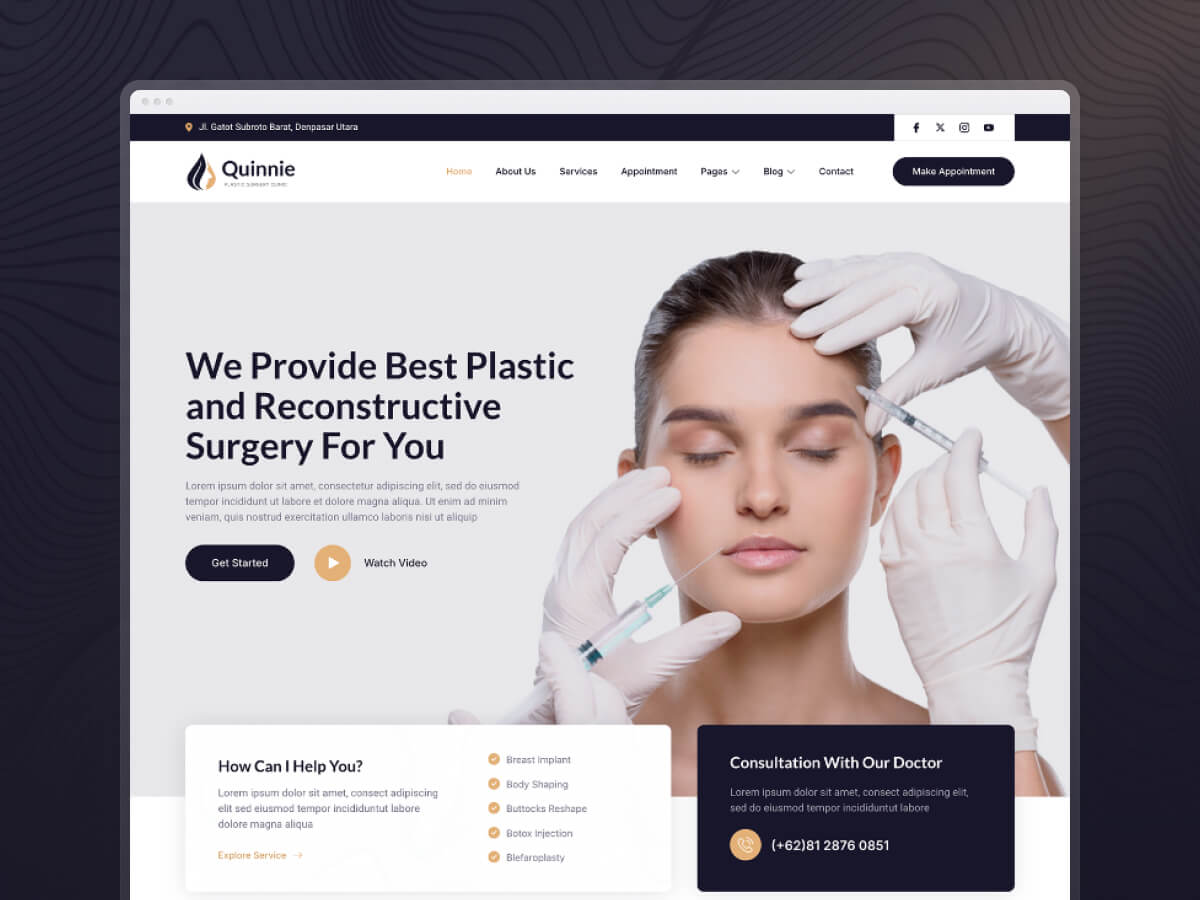 Jl. Gatot Subroto Barat, Denpasar Utara
Quinnie
PLASTIC SURGERY CLINIC
Home About Us Services Appointment Pages Blog Contact Make Appointment
We Provide Best Plastic
and Reconstructive
Surgery For You
Lorem ipsum dolor sit amet, consectetur adipiscing elit, sed do eiusmod
tempor incididunt ut labore et dolore magna aliqua. Ut enim ad minim
veniam, quis nostrud exercitation ullamco laboris nisi ut aliquip
Get Started Watch Video
How Can I Help You?
Lorem ipsum dolor sit amet, consectetur adipiscing
elit sed eiusmod tempor incididuntut labore
dolore magna aliqua
Explore Service
Breast Implant
Body Shaping
Buttocks Reshape
Botox Injection
Blefaroplasty
Consultation With Our Doctor
Lorem ipsum dolor sit amet, consectetur adipiscing elit,
sed do eiusmod tempor incididuntut labore
(+62)81 2876 0851